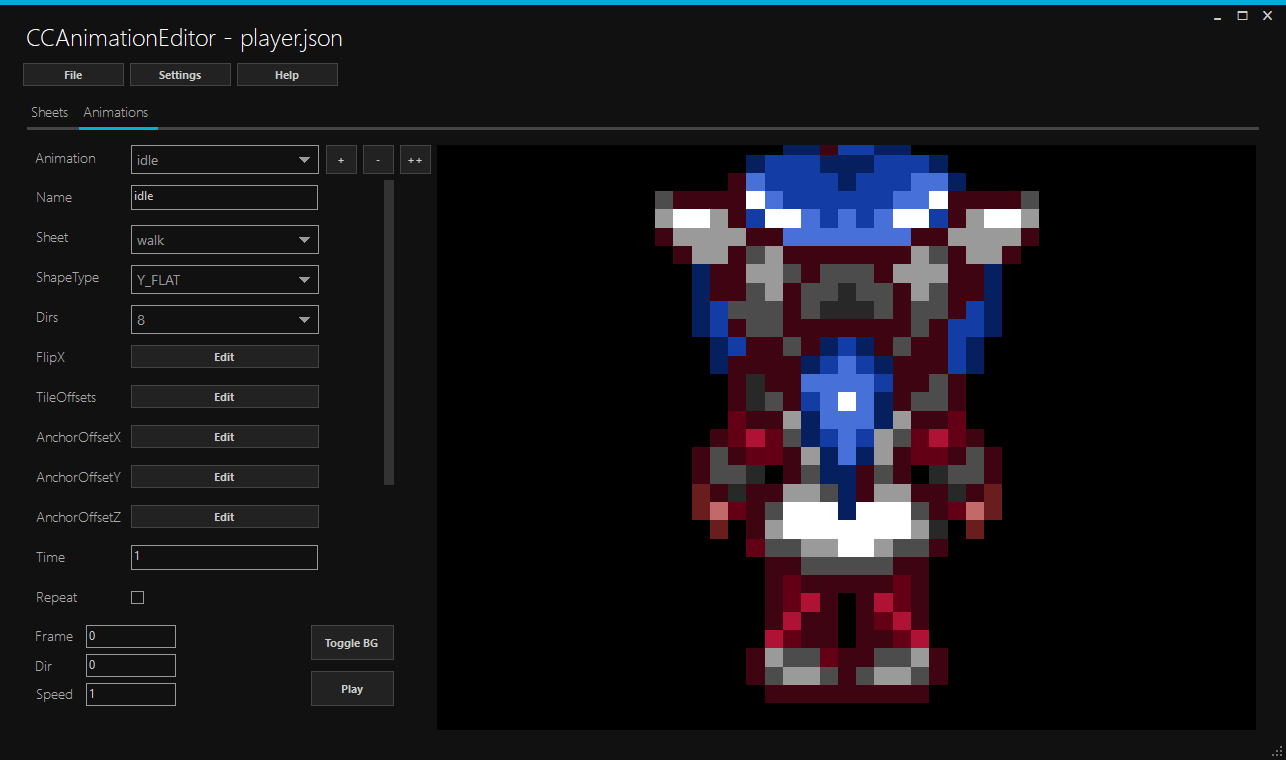 CCAnimationEditor - player.json
File Settings Help
Sheets Animations
Animation idle + - ++
Name idle
Sheet walk
ShapeType Y_FLAT
Dirs 8
FlipX Edit
TileOffsets Edit
AnchorOffsetX Edit
AnchorOffsetY Edit
AnchorOffsetZ Edit
Time 1
Repeat
Frame 0 Toggle BG
Dir 0
Speed 1 Play